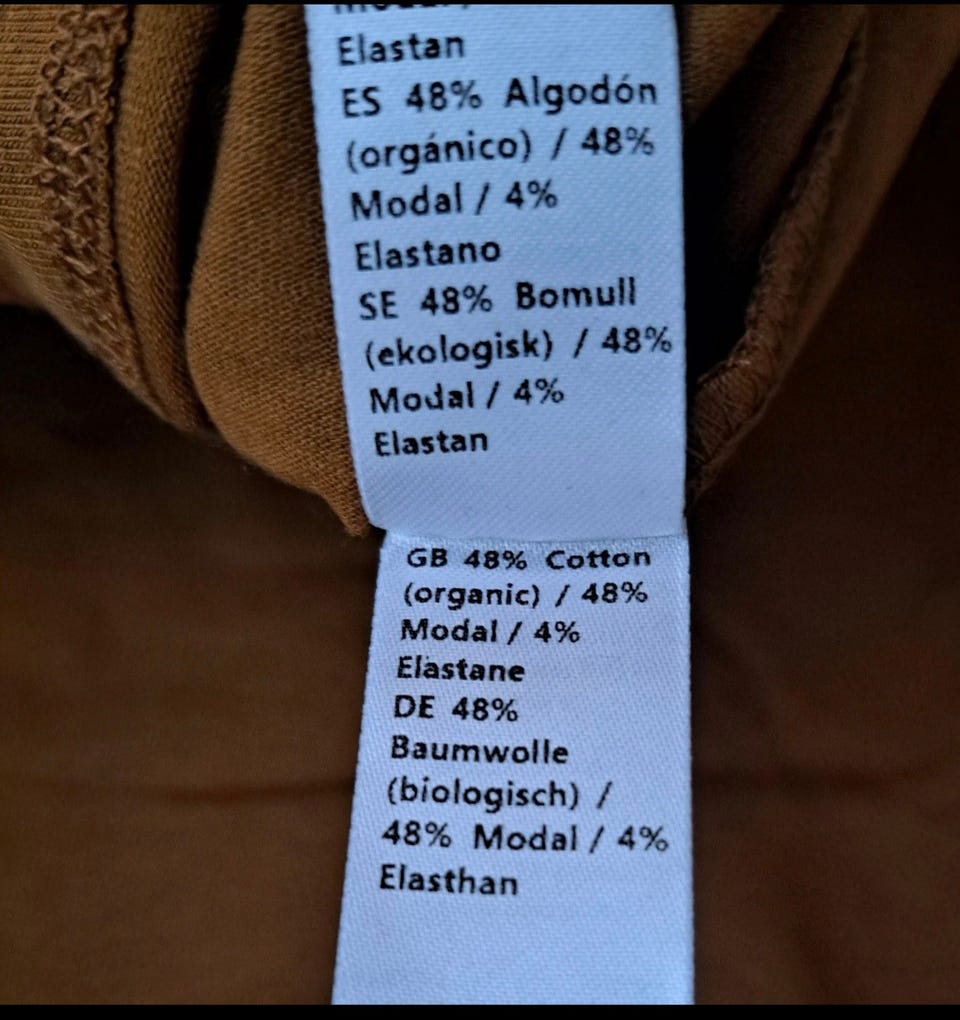 Elastan
ES 48% Algodón
(orgánico) / 48%
Modal / 4%
Elastano
SE 48% Bomull
(ekologisk) / 48%
Modal / 4%
Elastan
GB 48% Cotton
(organic) / 48%
Modal / 4%
Elastane
DE 48%
Baumwolle
(biologisch) /
48% Modal / 4%
Elasthan